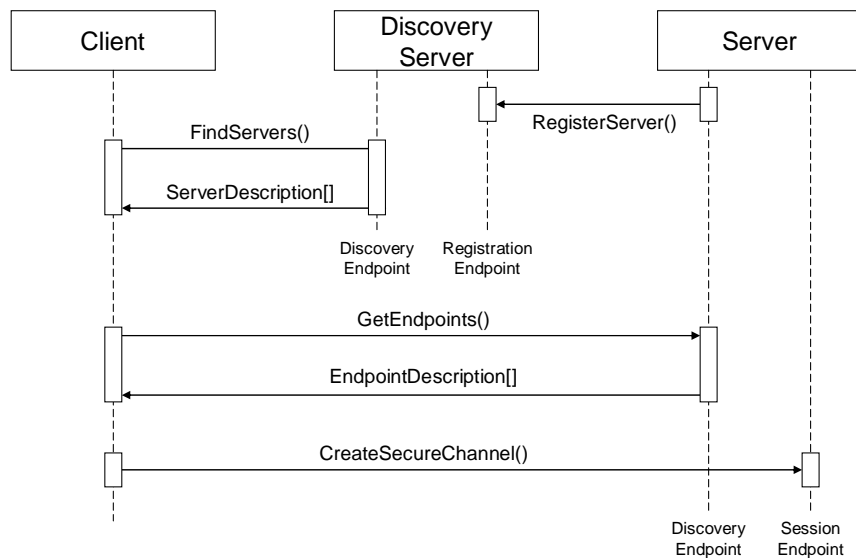 Client
Discovery
Server
Server
RegisterServer()
FindServers()
ServerDescription[]
Discovery
Endpoint
Registration
Endpoint
GetEndpoints()
EndpointDescription[]
CreateSecureChannel()
Discovery
Endpoint
Session
Endpoint